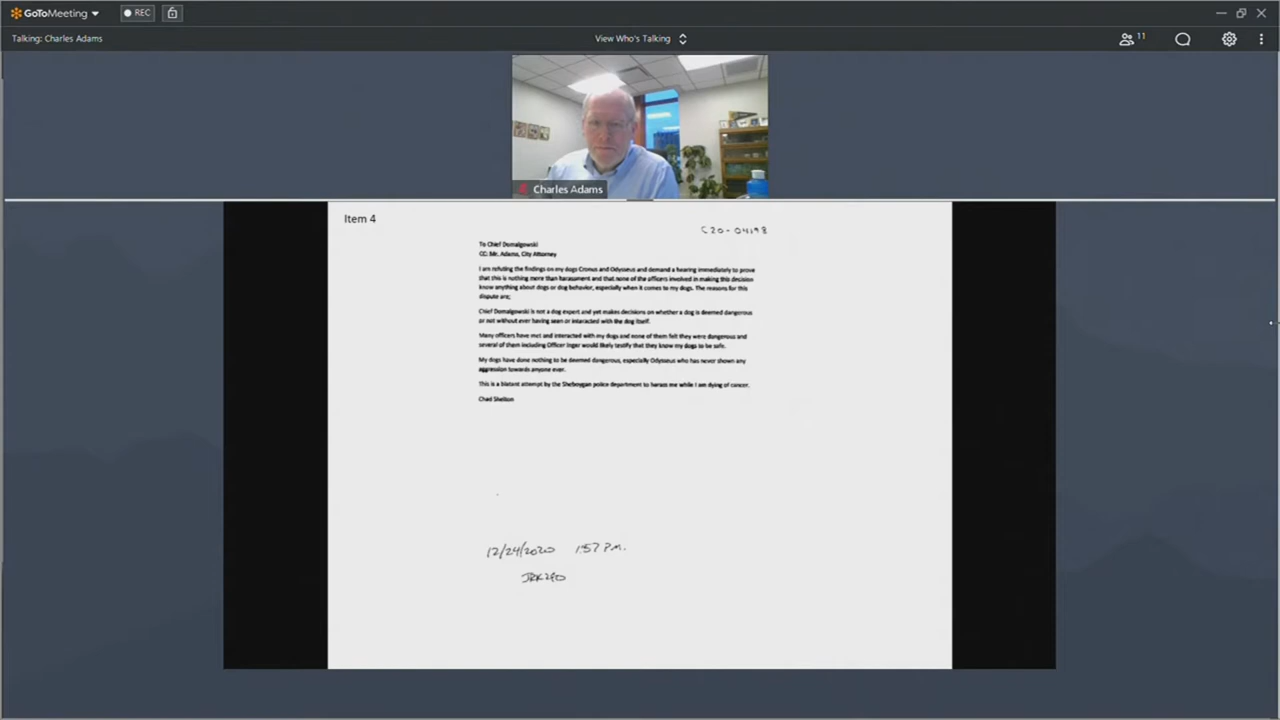 GoToMeeting
REC
Talking: Charles Adams
View Who's Talking
11
Charles Adams
Item 4
C20-04198
To Chief Domalgowski
CC: Mr. Adams, City Attorney
I am refuting the findings on my dogs Cronus and Odysseus and demand a hearing immediately to prove
that this is nothing more than harassment and that none of the officers involved in making this decision
know anything about dogs or dog behavior, especially when it comes to my dogs. The reasons for this
dispute are;
Chief Domalgowski is not a dog expert and yet makes decisions on whether a dog is deemed dangerous
or not without ever having seen or interacted with the dog itself.
Many officers have met and interacted with my dogs and none of them felt they were dangerous and
several of them including Officer Inger would likely testify that they know my dogs to be safe.
My dogs have done nothing to be deemed dangerous, especially Odysseus who has never shown any
aggression towards anyone ever.
This is a blatant attempt by the Sheboygan police department to harass me while I am dying of cancer.
Chad Shelton
12/24/2020 1:57 P.M.